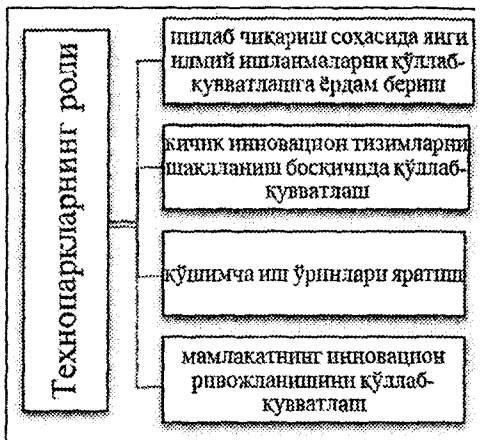 Технопаркларнинг роли
ишлаб чиқариш соҳасида янги
илмий ишланмаларни қўллаб-
қувватлашга ёрдам бериш
кичик инновацион тизимларни
шаклланиш босқичида қўллаб-
қувватлаш
қўшимча иш ўринлари яратиш
мамлакатнинг инновацион
ривожланишини қўллаб-
қувватлаш